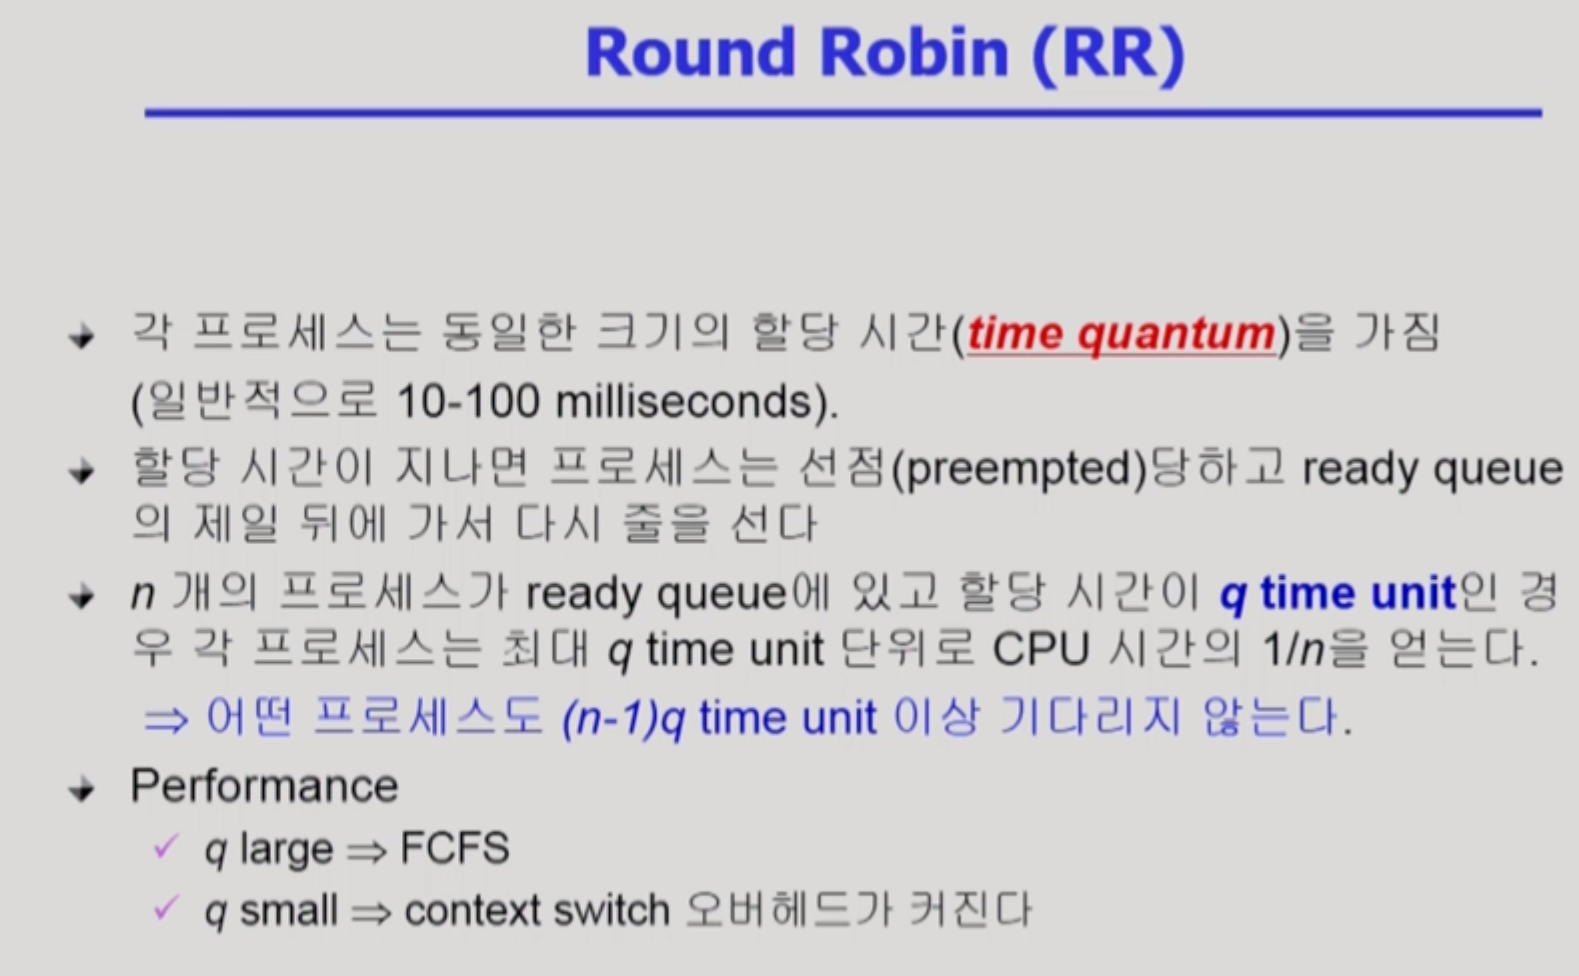 Round Robin (RR)
각 프로세스는 동일한 크기의 할당 시간(time quantum)을 가짐
(일반적으로 10-100 milliseconds).
할당 시간이 지나면 프로세스는 선점(preempted)당하고 ready queue
의 제일 뒤에 가서 다시 줄을 선다
n 개의 프로세스가 ready queue에 있고 할당 시간이 q time unit인 경
우 각 프로세스는 최대 q time unit 단위로 CPU 시간의 1/n을 얻는다.
⇒ 어떤 프로세스도 (n-1)q time unit 이상 기다리지 않는다.
Performance
✓ q large ⇒ FCFS
✓ q small ⇒ context switch 오버헤드가 커진다